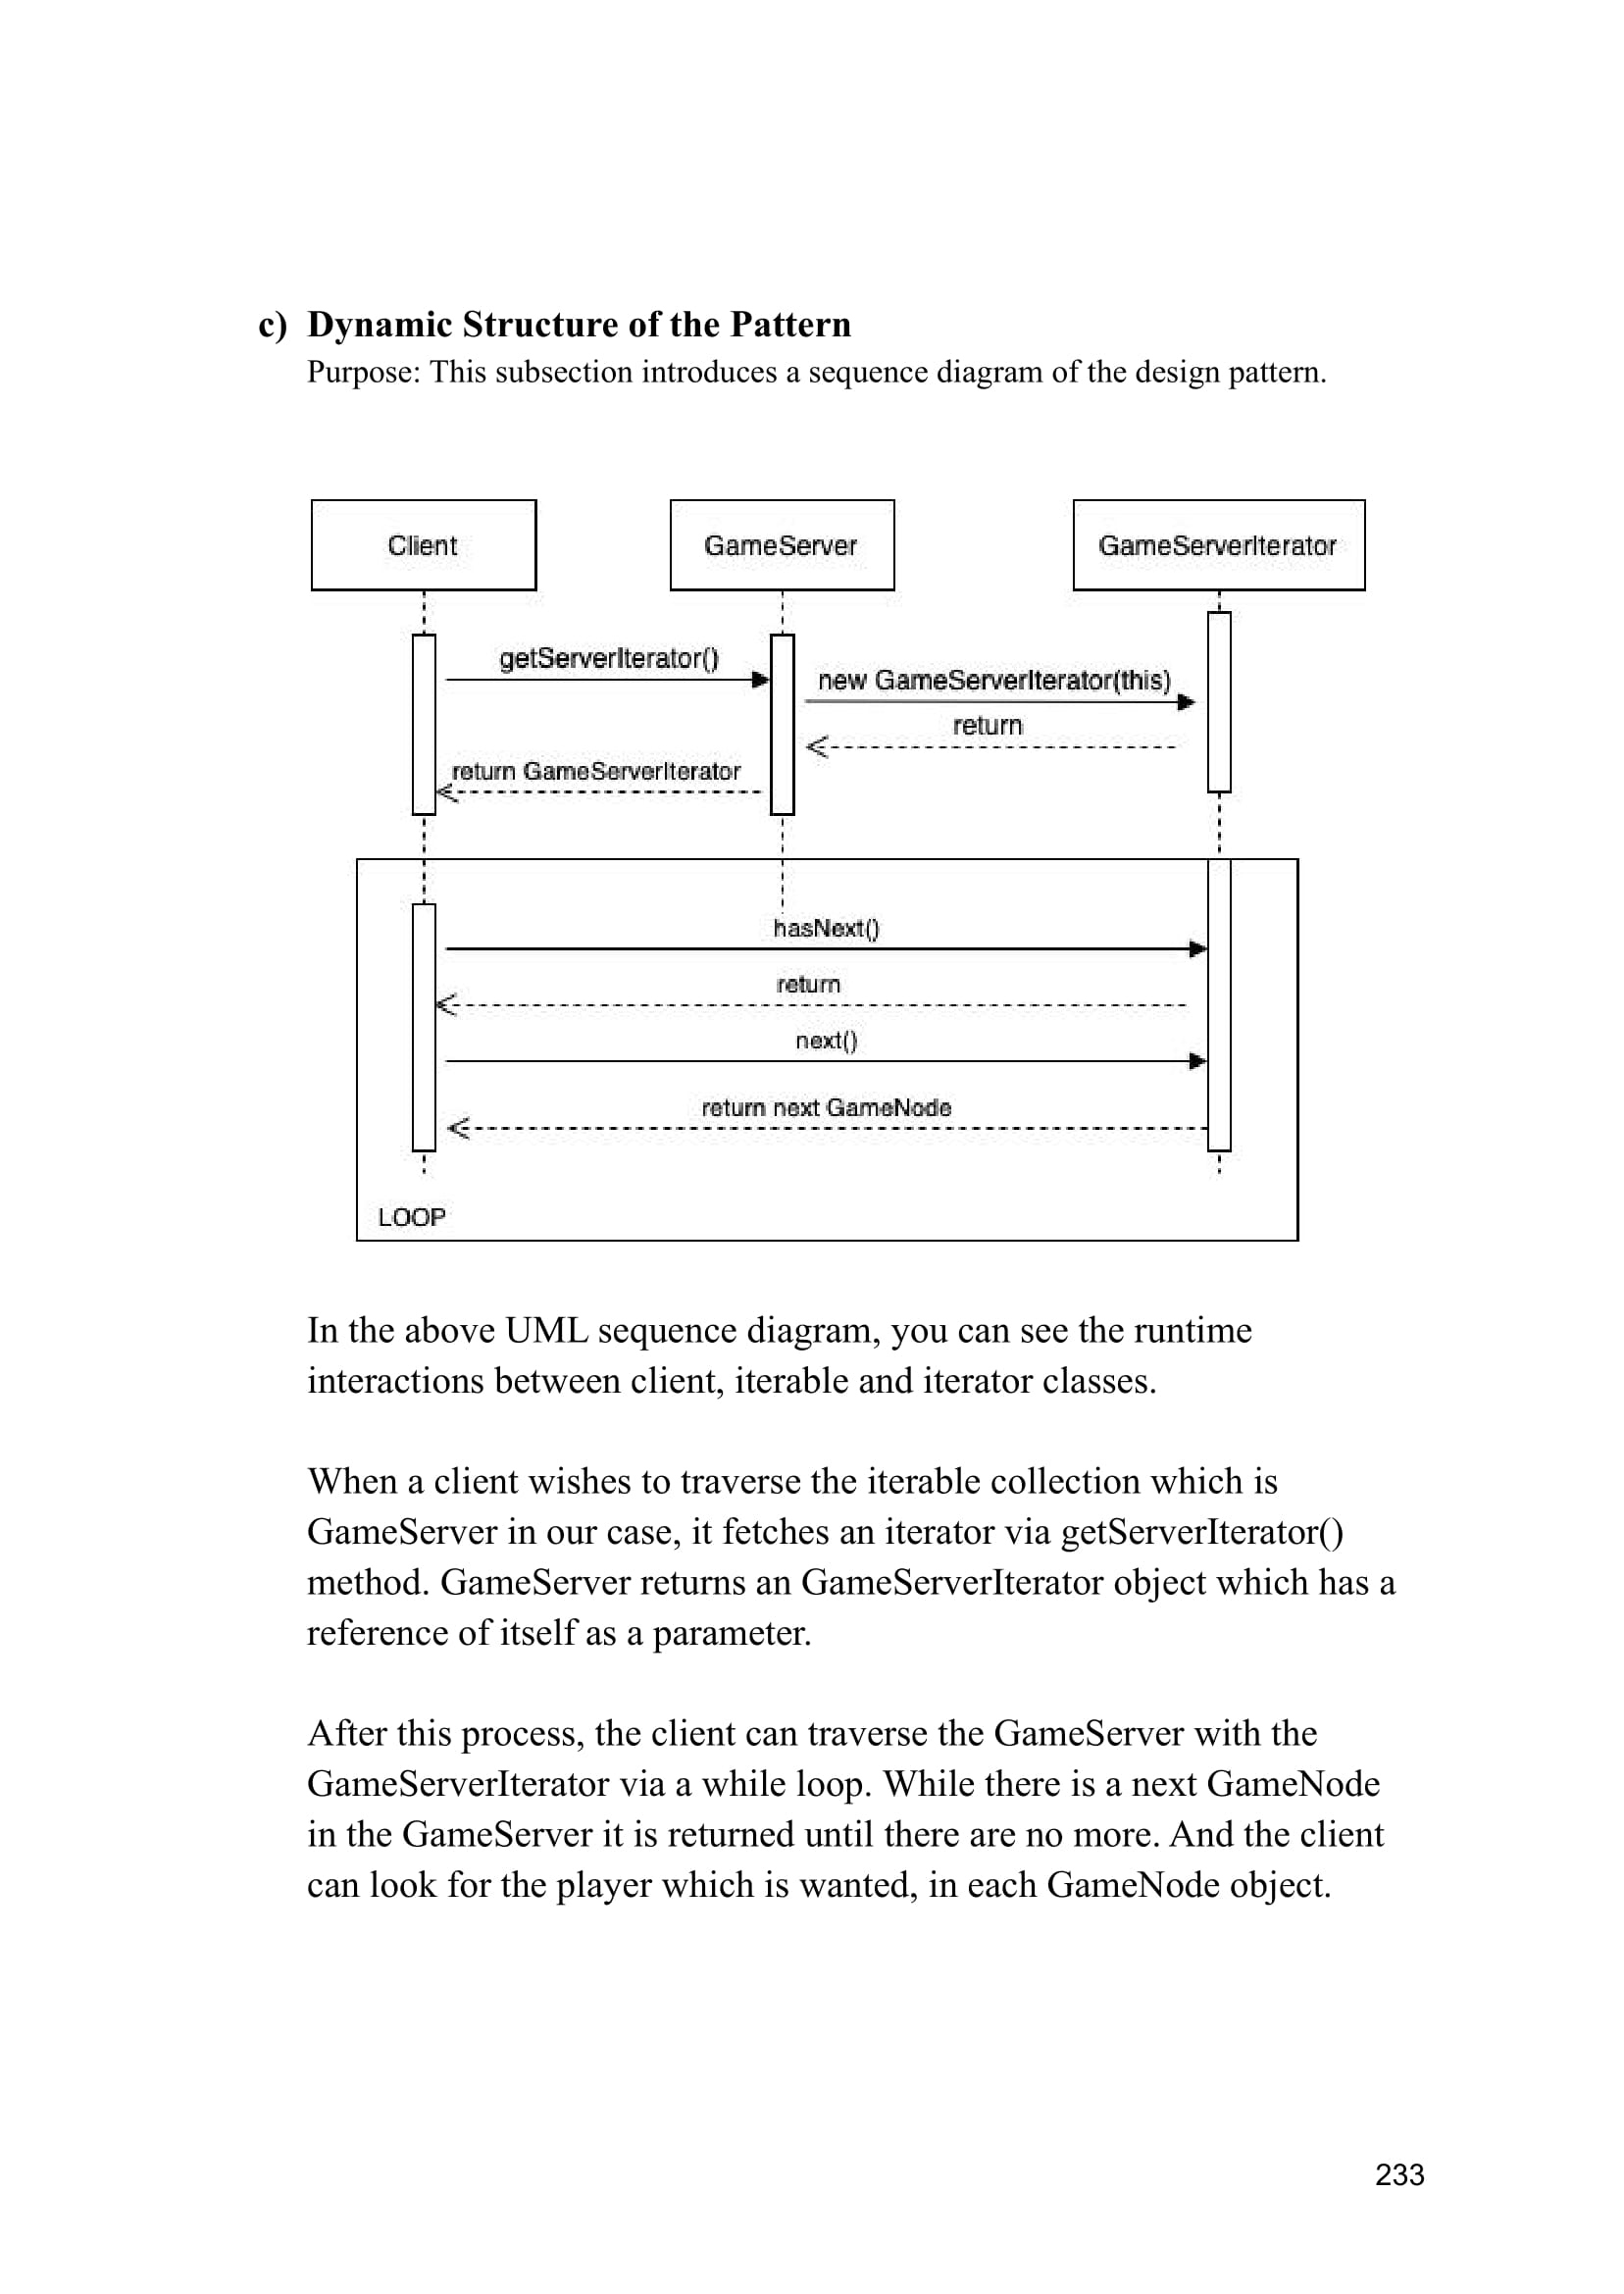 c) Dynamic Structure of the Pattern
Purpose: This subsection introduces a sequence diagram of the design pattern.
Client
GameServer
GameServerIterator
getServerIterator()
new GameServerIterator(this)
return
return GameServerIterator
hasNext()
return
next()
return next GameNode
LOOP
In the above UML sequence diagram, you can see the runtime
interactions between client, iterable and iterator classes.
When a client wishes to traverse the iterable collection which is
GameServer in our case, it fetches an iterator via getServerIterator()
method. GameServer returns an GameServerIterator object which has a
reference of itself as a parameter.
After this process, the client can traverse the GameServer with the
GameServerIterator via a while loop. While there is a next GameNode
in the GameServer it is returned until there are no more. And the client
can look for the player which is wanted, in each GameNode object.
233